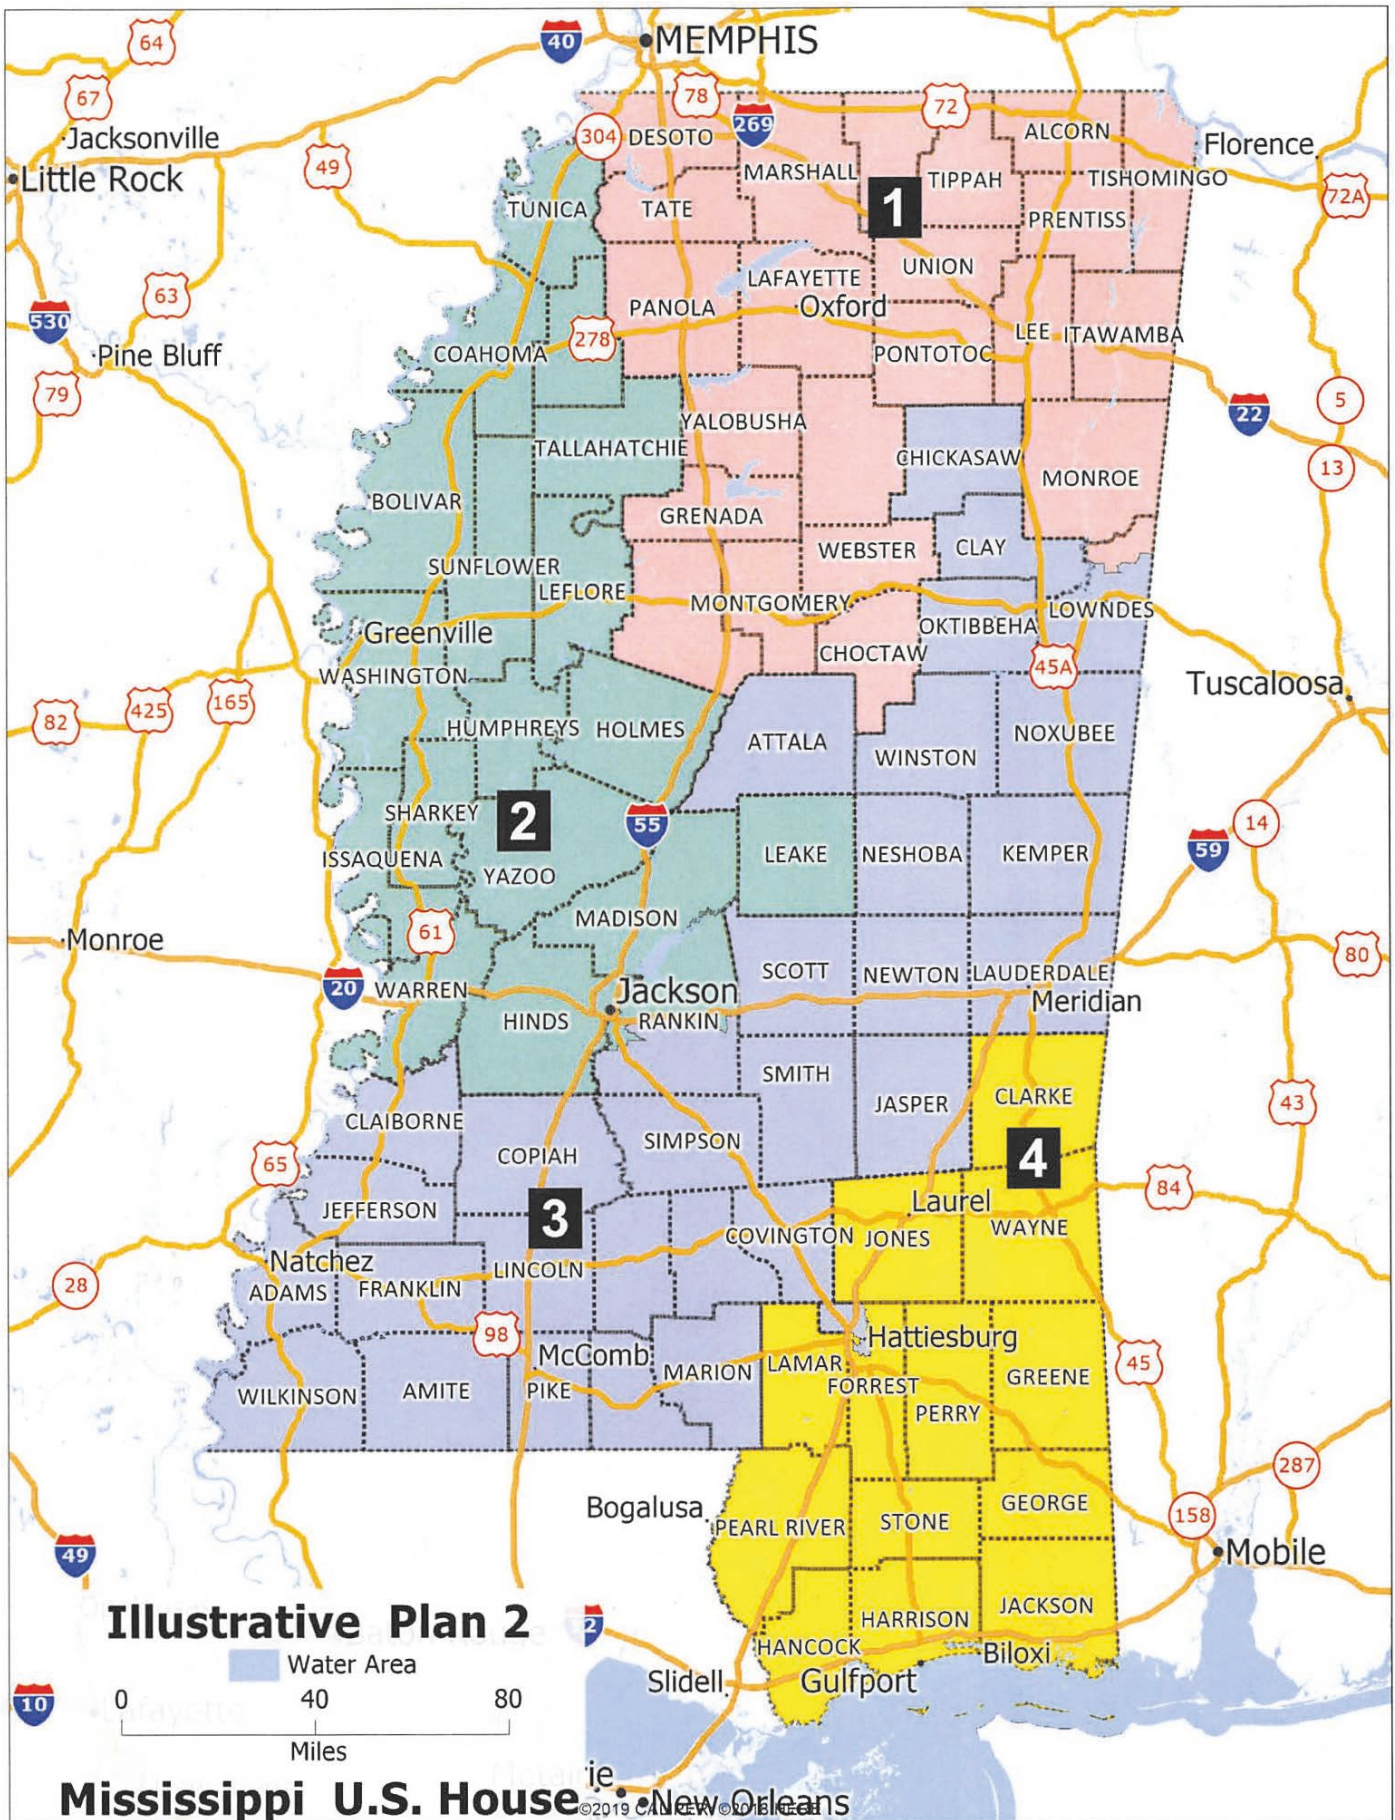 40
MEMPHIS
64
67
78
269
72
304
DESOTO
ALCORN
Jacksonville
Florence
49
Little Rock
MARSHALL
TIPPAH
TISHOMINGO
72A
1
TUNICA
TATE
PRENTISS
UNION
63
LAFAYETTE
PANOLA
Oxford
530
278
LEE
ITAWAMBA
Pine Bluff
COAHOMA
PONTOTOC
79
5
22
YALOBUSHA
TALLAHATCHIE
CHICKASAW
13
MONROE
BOLIVAR
GRENADA
WEBSTER
CLAY
SUNFLOWER
LEFLORE
MONTGOMERY
LOWNDES
Greenville
OKTIBBEHA
CHOCTAW
45A
WASHINGTON
Tuscaloosa
82
425
165
HUMPHREYS
HOLMES
ATTALA
NOXUBEE
WINSTON
SHARKEY
2
55
14
59
ISSAQUENA
LEAKE
NESHOBA
KEMPER
YAZOO
MADISON
Monroe
61
80
SCOTT
NEWTON
LAUDERDALE
20
WARREN
Jackson
Meridian
HINDS
RANKIN
SMITH
CLARKE
JASPER
43
CLAIBORNE
SIMPSON
COPIAH
4
65
84
JEFFERSON
Laurel
3
WAYNE
COVINGTON
JONES
Natchez
LINCOLN
28
ADAMS
FRANKLIN
98
Hattiesburg
McComb
45
LAMAR
MARION
WILKINSON
AMITE
PIKE
FORREST
GREENE
PERRY
287
Bogalusa
GEORGE
158
PEARL RIVER
STONE
49
Mobile
JACKSON
HARRISON
Illustrative Plan 2
HANCOCK
Biloxi
Water Area
Slidell
Gulfport
10
0 40 80
Miles
ie
Mississippi U.S. House
New Orleans